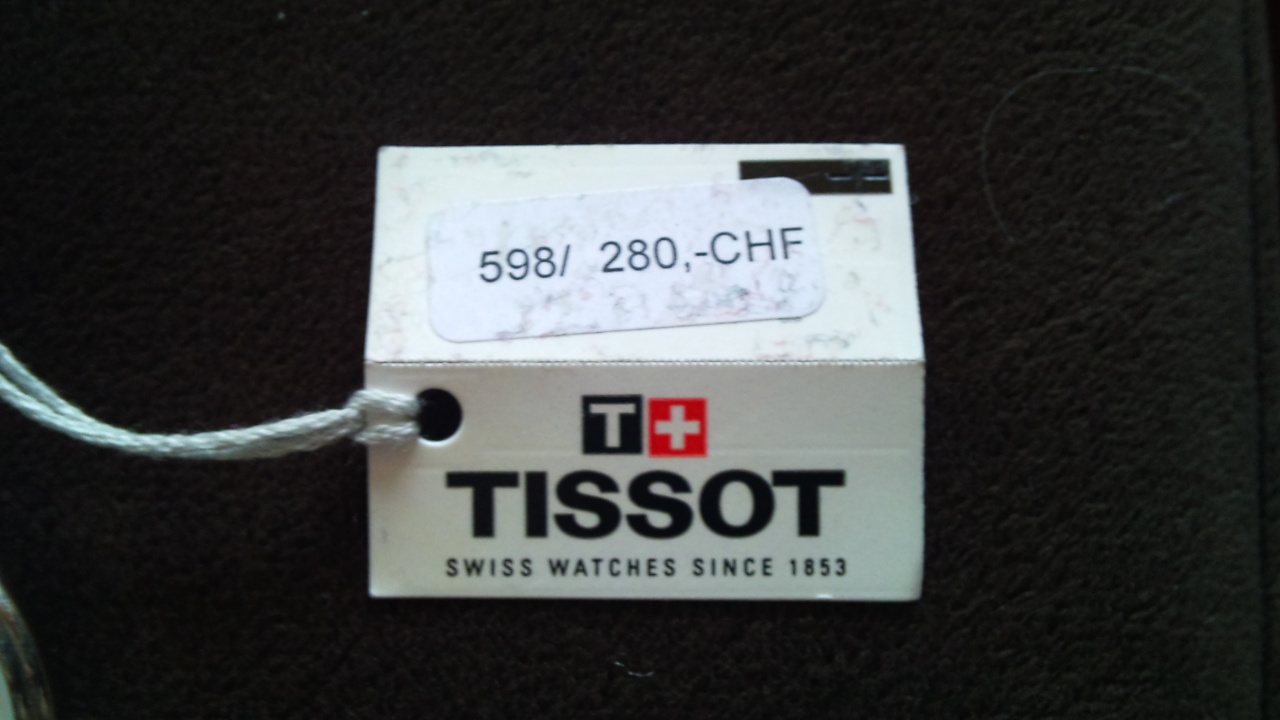 598/ 280,-CHF
T+
TISSOT
SWISS WATCHES SINCE 1853